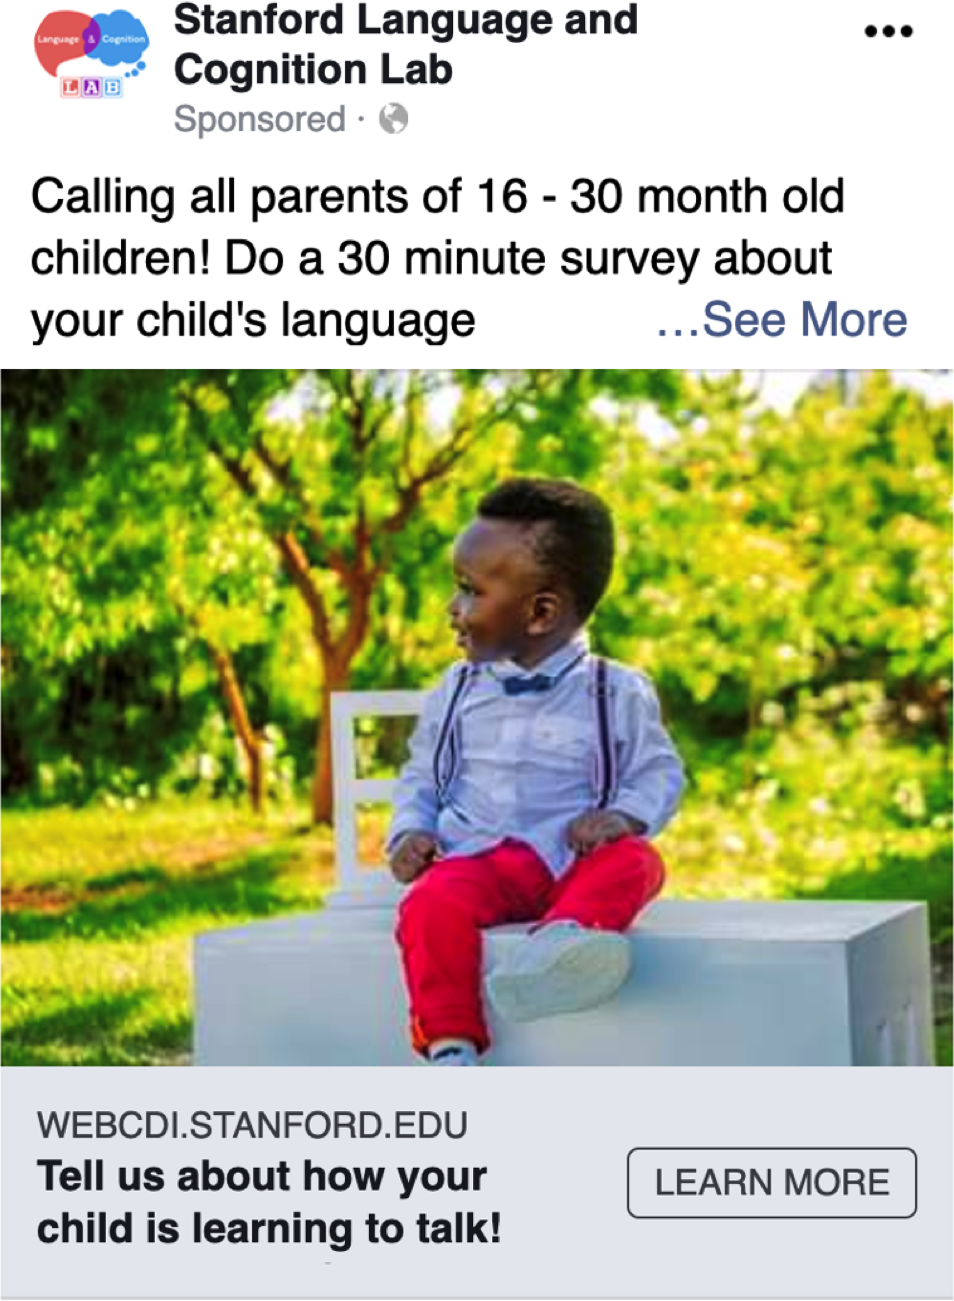 Language & Cognition
LAB
Stanford Language and
Cognition Lab
Sponsored ·
Calling all parents of 16 - 30 month old
children! Do a 30 minute survey about
your child's language ...See More
WEBCDI.STANFORD.EDU
Tell us about how your
child is learning to talk!
LEARN MORE